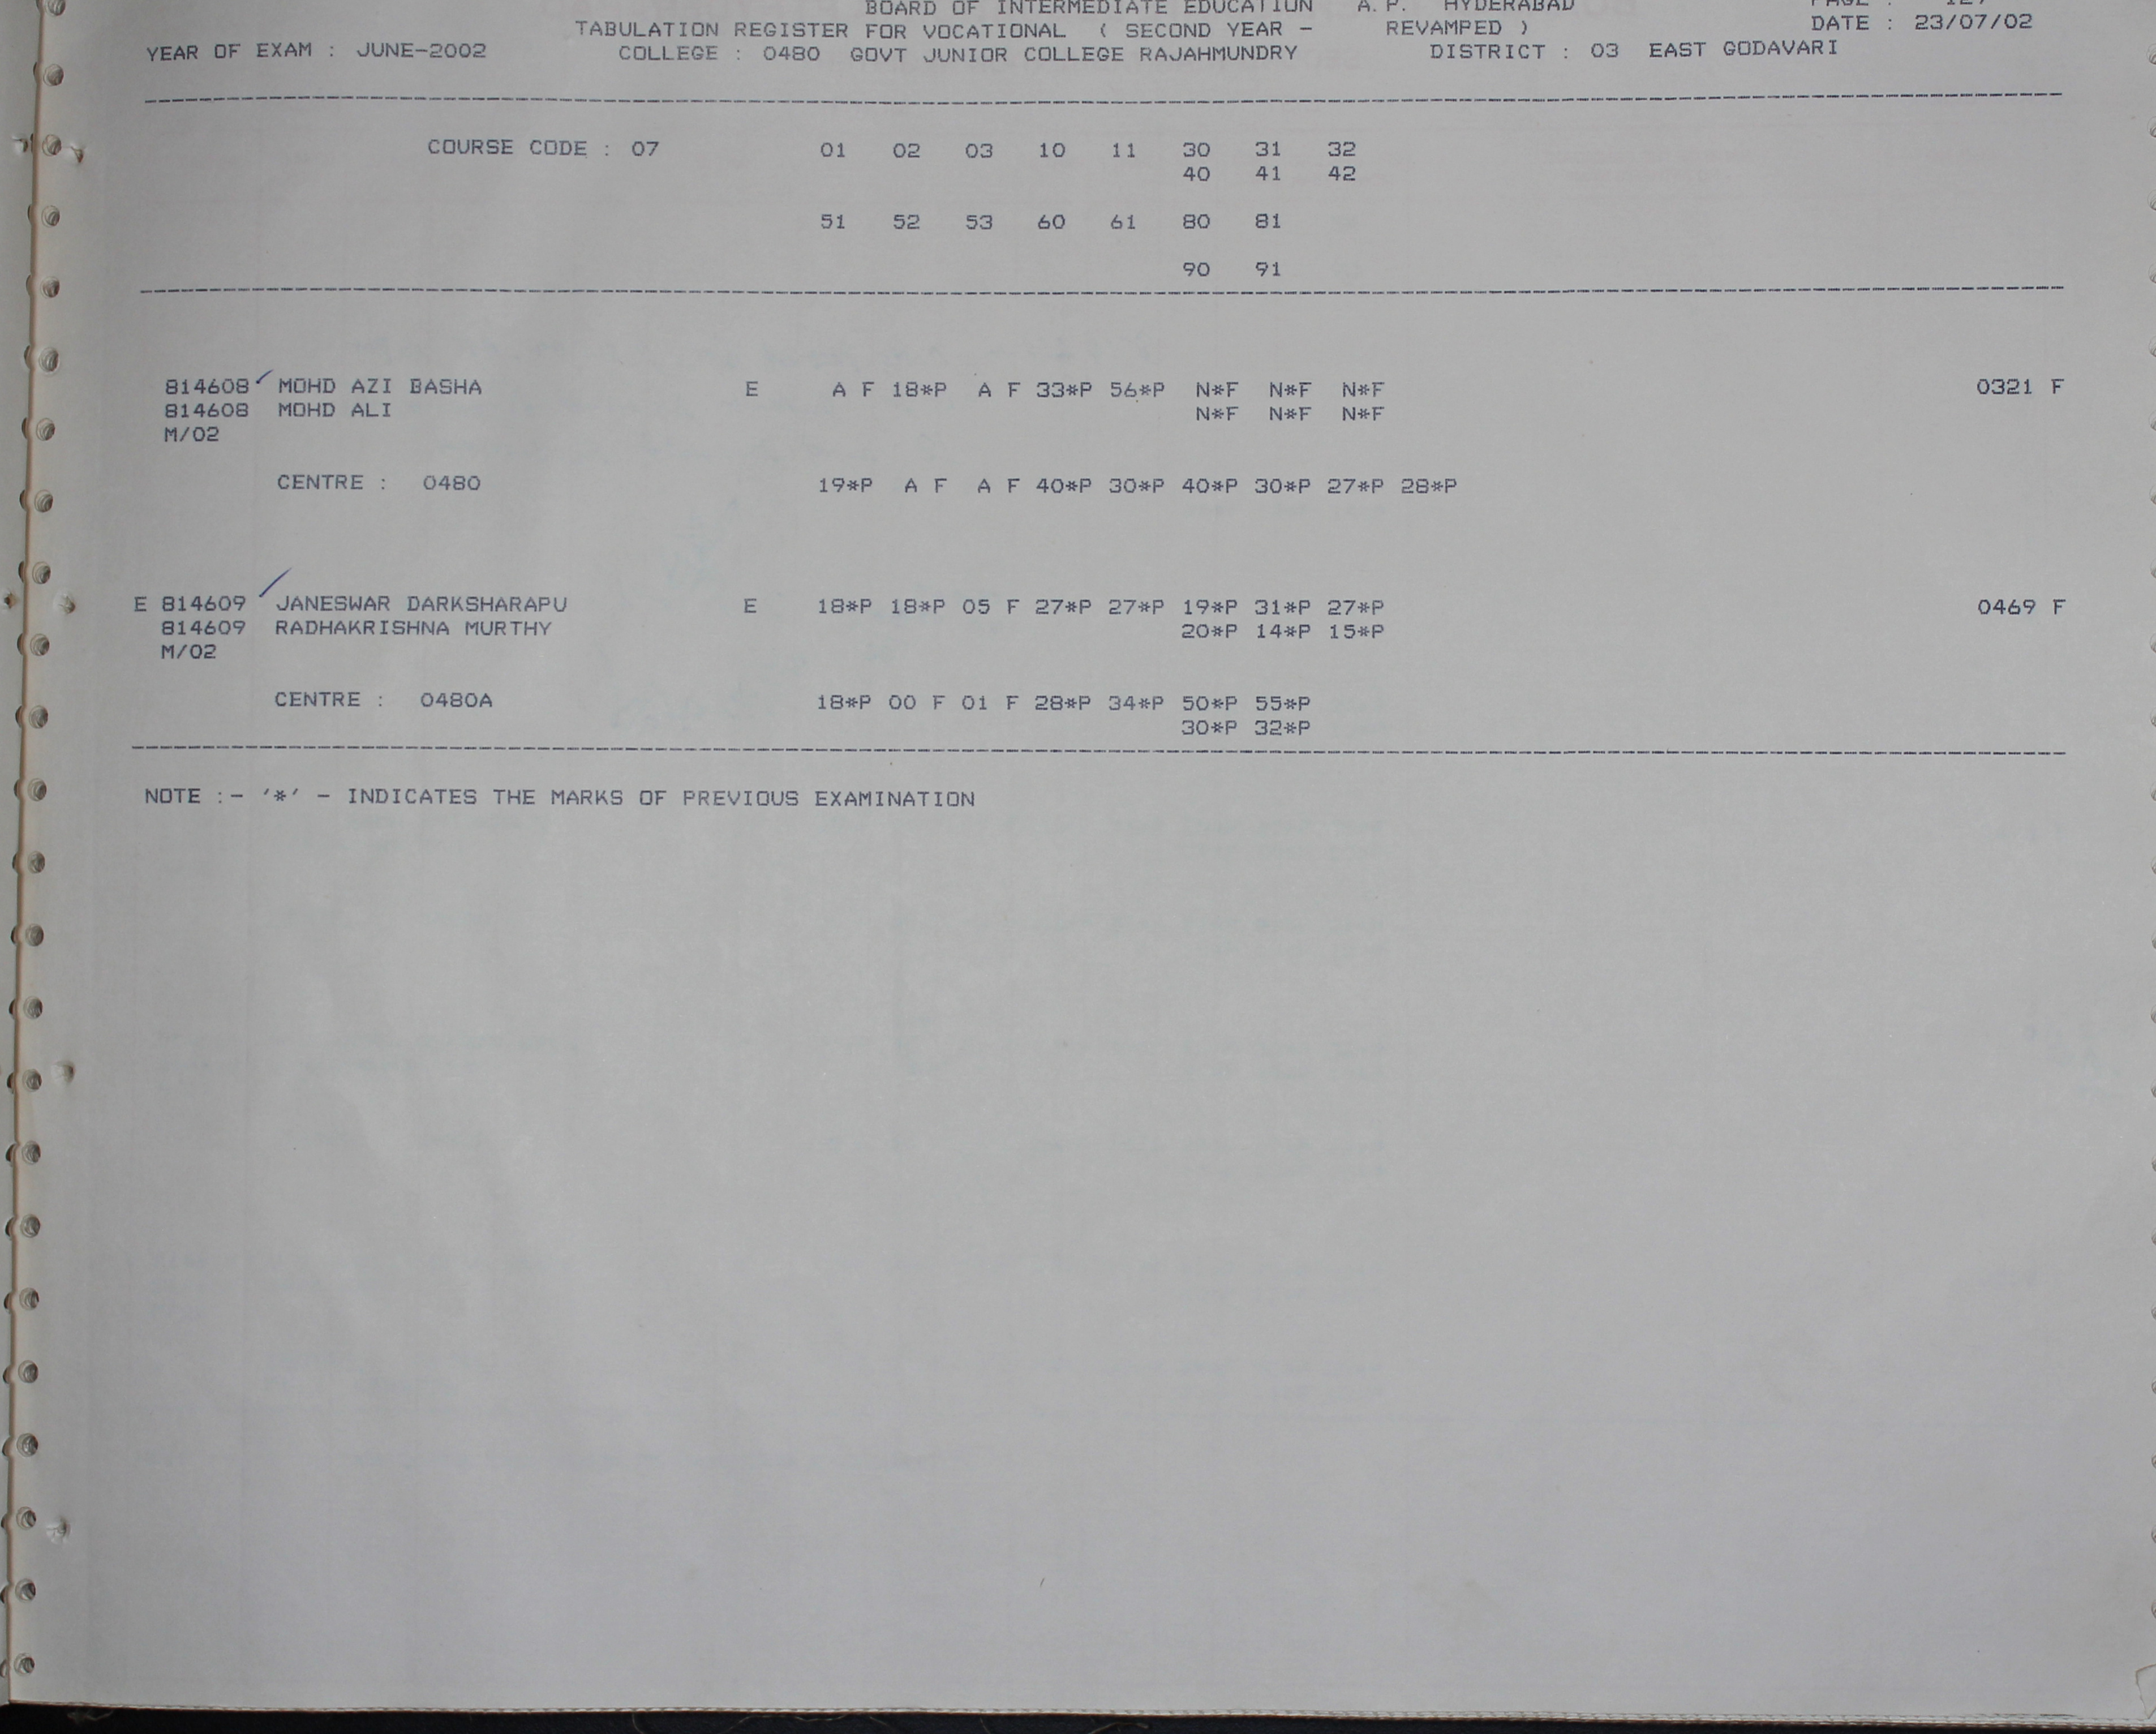 BOARD OF INTERMEDIATE EDUCATION A.P. HYDERABAD PAGE :
TABULATION REGISTER FOR VOCATIONAL ( SECOND YEAR - REVAMPED ) DATE : 23/07/02
YEAR OF EXAM : JUNE-2002 COLLEGE : 0480 GOVT JUNIOR COLLEGE RAJAHMUNDRY DISTRICT : 03 EAST GODAVARI
COURSE CODE : 07 01 02 03 10 11 30 31 32
40 41 42
51 52 53 60 61 80 81
90 91
814608 MOHD AZI BASHA E A F 18*P A F 33*P 56*P N*F N*F N*F 0321 F
814608 MOHD ALI N*F N*F N*F
M/02
CENTRE : 0480 19*P A F A F 40*P 30*P 40*P 30*P 27*P 28*P
E 814609 JANESWAR DARKSHARAPU E 18*P 18*P 05 F 27*P 27*P 19*P 31*P 27*P 0469 F
814609 RADHAKRISHNA MURTHY 20*P 14*P 15*P
M/02
CENTRE : 0480A 18*P 00 F 01 F 28*P 34*P 50*P 55*P
30*P 32*P
NOTE :- '*' - INDICATES THE MARKS OF PREVIOUS EXAMINATION